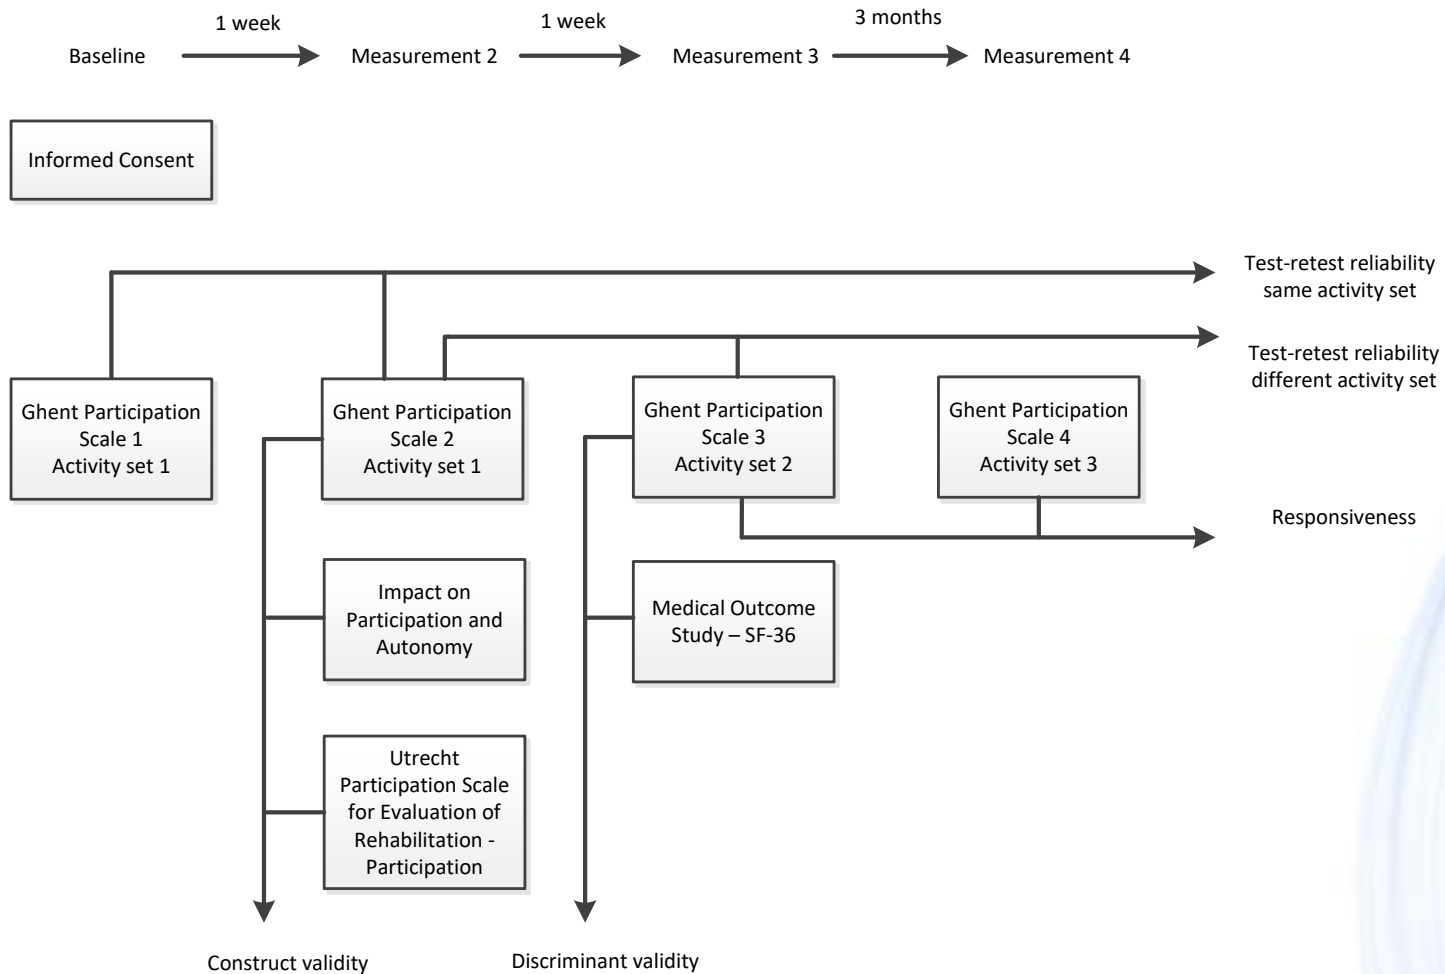 1 week
1 week
3 months
Baseline
Measurement 2
Measurement 3
Measurement 4
Informed Consent
Test-retest reliability
same activity set
Test-retest reliability
different activity set
Ghent Participation
Scale 1
Activity set 1
Ghent Participation
Scale 2
Activity set 1
Ghent Participation
Scale 3
Activity set 2
Ghent Participation
Scale 4
Activity set 3
Responsiveness
Impact on
Participation and
Autonomy
Medical Outcome
Study – SF-36
Utrecht
Participation Scale
for Evaluation of
Rehabilitation -
Participation
Construct validity
Discriminant validity